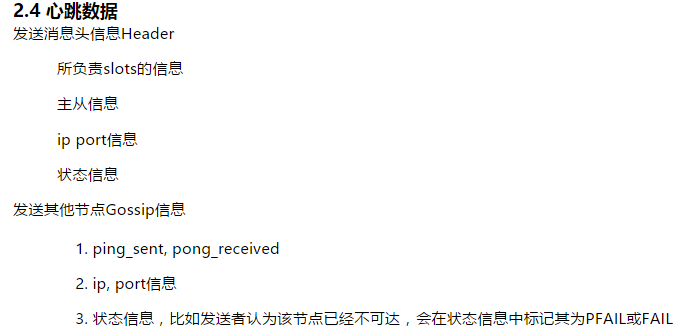 2.4 心跳数据
发送消息头信息Header
所负责slots的信息
主从信息
ip port信息
状态信息
发送其他节点Gossip信息
1. ping_sent, pong_received
2. ip, port信息
3. 状态信息，比如发送者认为该节点已经不可达，会在状态信息中标记其为PFAIL或FAIL